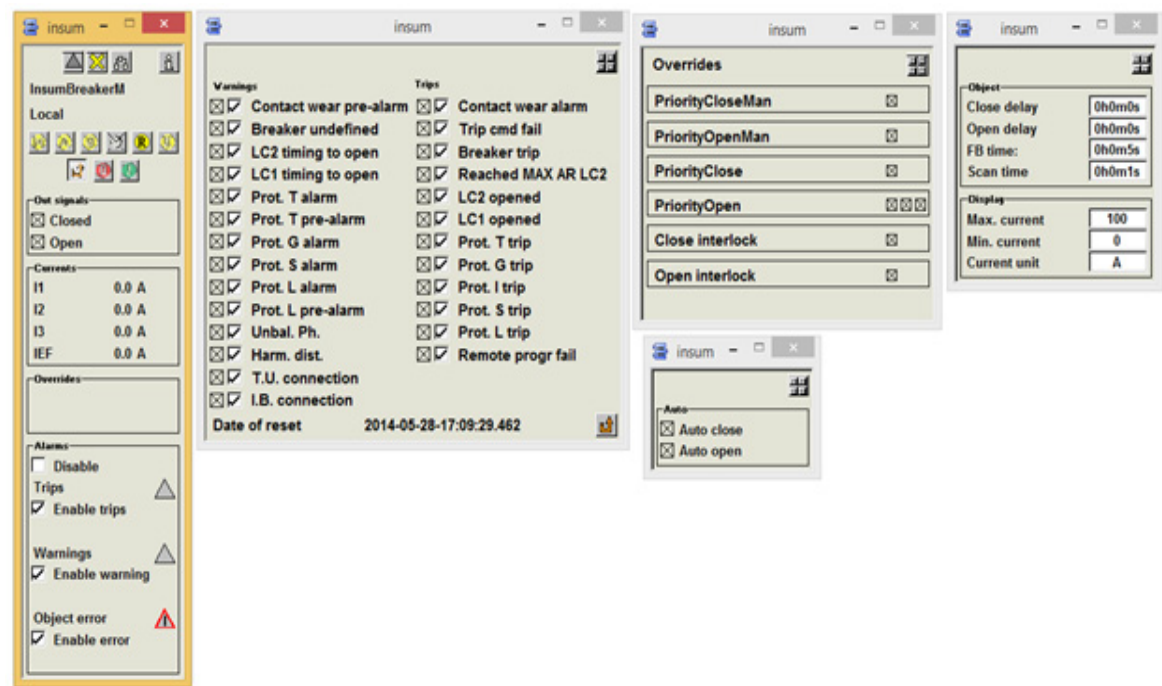 insum
InsumBreakerM
Local
R
Out signals
Closed
Open
Currents
I1 0.0 A
I2 0.0 A
I3 0.0 A
IEF 0.0 A
Overrides
Alarms
Disable
Trips
Enable trips
Warnings
Enable warning
Object error
Enable error
insum
Warnings Trips
Contact wear pre-alarm Contact wear alarm
Breaker undefined Trip cmd fail
LC2 timing to open Breaker trip
LC1 timing to open Reached MAX AR LC2
Prot. T alarm LC2 opened
Prot. T pre-alarm LC1 opened
Prot. G alarm Prot. T trip
Prot. S alarm Prot. G trip
Prot. L alarm Prot. I trip
Prot. L pre-alarm Prot. S trip
Unbal. Ph. Prot. L trip
Harm. dist. Remote progr fail
T.U. connection
I.B. connection
Date of reset 2014-05-28-17:09:29.462
insum
Overrides
PriorityCloseMan
PriorityOpenMan
PriorityClose
PriorityOpen
Close interlock
Open interlock
insum
Auto
Auto close
Auto open
insum
Object
Close delay 0h0m0s
Open delay 0h0m0s
FB time: 0h0m5s
Scan time 0h0m1s
Display
Max. current 100
Min. current 0
Current unit A